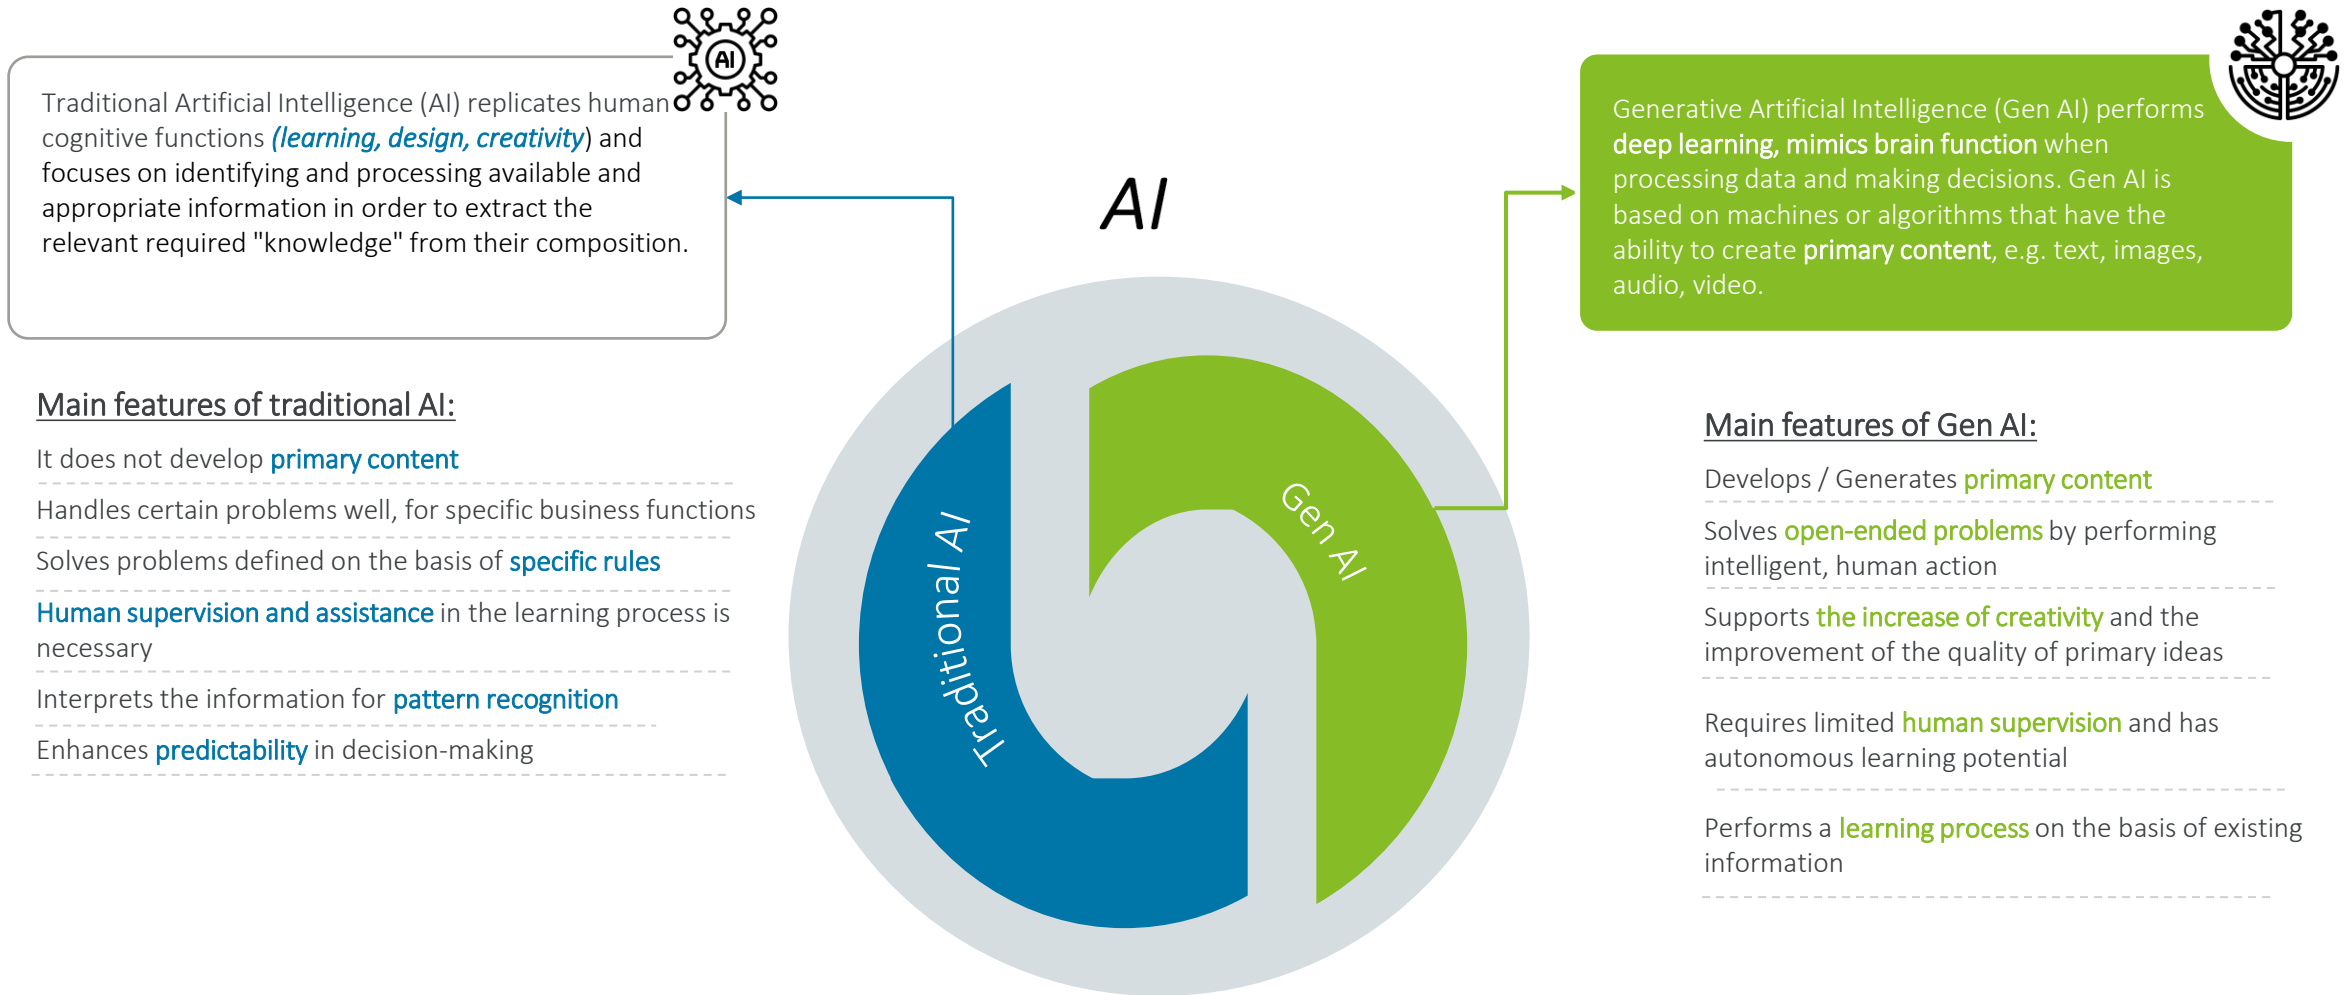 AI
Traditional Artificial Intelligence (AI) replicates human
cognitive functions (learning, design, creativity) and
focuses on identifying and processing available and
appropriate information in order to extract the
relevant required "knowledge" from their composition.
Main features of traditional AI:
It does not develop primary content
Handles certain problems well, for specific business functions
Solves problems defined on the basis of specific rules
Human supervision and assistance in the learning process is
necessary
Interprets the information for pattern recognition
Enhances predictability in decision-making
AI
Traditional AI
Gen AI
Generative Artificial Intelligence (Gen AI) performs
deep learning, mimics brain function when
processing data and making decisions. Gen AI is
based on machines or algorithms that have the
ability to create primary content, e.g. text, images,
audio, video.
Main features of Gen AI:
Develops / Generates primary content
Solves open-ended problems by performing
intelligent, human action
Supports the increase of creativity and the
improvement of the quality of primary ideas
Requires limited human supervision and has
autonomous learning potential
Performs a learning process on the basis of existing
information